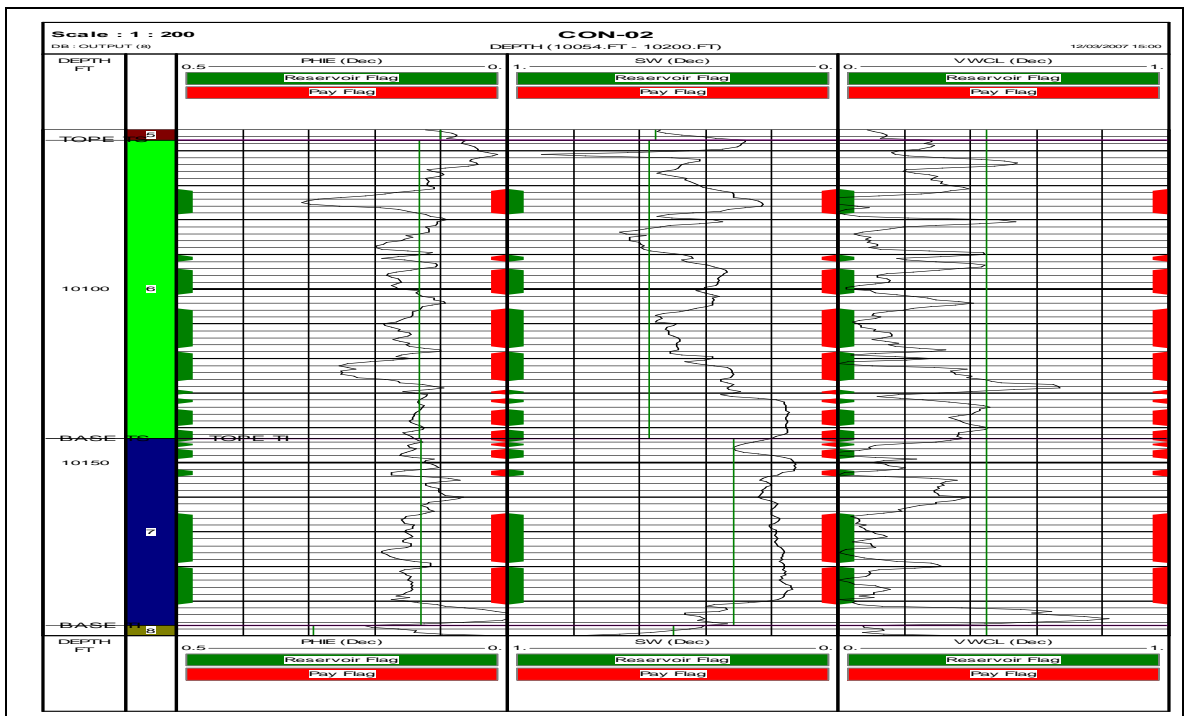 Scale : 1 : 200
CON-02
DB : OUTPUT (8)
DEPTH (10054.FT - 10200.FT)
12/03/2007 15:00
DEPTH
FT
0.5 PHIE (Dec) 0.
1. SW (Dec) 0.
0. VWCL (Dec) 1.
Reservoir Flag
Reservoir Flag
Reservoir Flag
Pay Flag
Pay Flag
Pay Flag
5
TOPE TS
10100
6
BASE TS
TOPE TI
10150
7
BASE TI
8
DEPTH
FT
0.5 PHIE (Dec) 0.
1. SW (Dec) 0.
0. VWCL (Dec) 1.
Reservoir Flag
Reservoir Flag
Reservoir Flag
Pay Flag
Pay Flag
Pay Flag